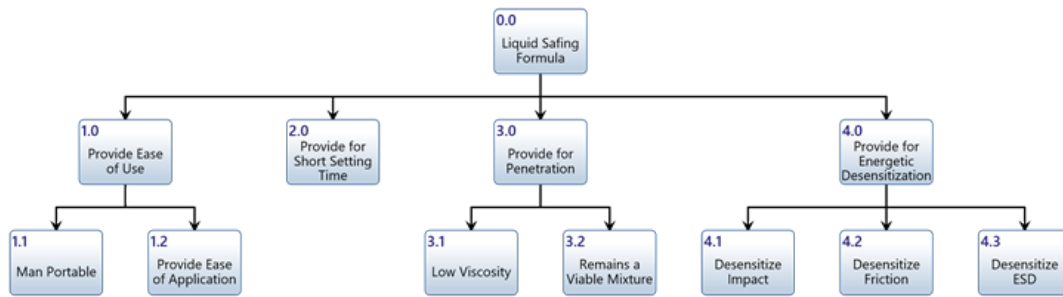 0.0
Liquid Safing
Formula
1.0
Provide Ease
of Use
2.0
Provide for
Short Setting
Time
3.0
Provide for
Penetration
4.0
Provide for
Energetic
Desensitization
1.1
Man Portable
1.2
Provide Ease
of Application
3.1
Low Viscosity
3.2
Remains a
Viable Mixture
4.1
Desensitize
Impact
4.2
Desensitize
Friction
4.3
Desensitize
ESD